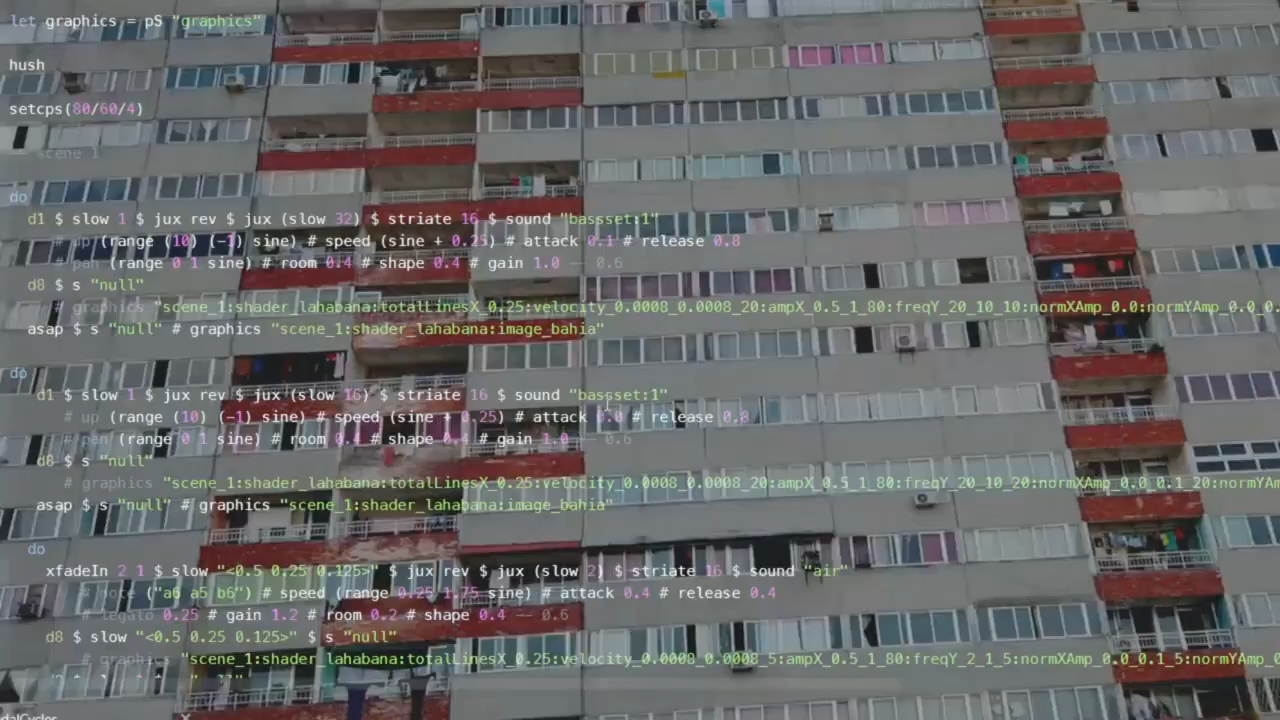 let graphics = pS "graphics"
hush
setcps(80/60/4)
scene 1
do
d1 $ slow 1 $ jux rev $ jux (slow 32) $ striate 16 $ sound "bassset:1"
# up (range (10) (-1) sine) # speed (sine + 0.25) # attack 0.1 # release 0.8
# pan (range 0 1 sine) # room 0.4 # shape 0.4 # gain 1.0 -- 0.6
d8 $ s "null"
# graphics "scene_1:shader_lahabana:totalLinesX_0.25:velocity_0.0008_0.0008_20:ampX_0.5_1_80:freqY_20_10_10:normXAmp_0.0:normYAmp_0.0_0.
asap $ s "null" # graphics "scene_1:shader_lahabana:image_bahia"
do
d1 $ slow 1 $ jux rev $ jux (slow 16) $ striate 16 $ sound "bassset:1"
# up (range (10) (-1) sine) # speed (sine + 0.25) # attack # release 0.8
# pan (range 0 1 sine) # room 0.4 # shape 0.4 # gain 1.0 -- 0.6
d8 $ s "null"
# graphics "scene_1:shader_lahabana:totalLinesX_0.25:velocity_0.0008_0.0008_20:ampX_0.5_1_80:freqY_20_10_20:normXAmp_0.0_0.1_20:normYAm
asap $ s "null" # graphics "scene_1:shader_lahabana:image_bahia"
do
xfadeIn 2 1 $ slow "<0.5 0.25 0.125>" $ jux rev $ jux (slow 2) $ striate 16 $ sound "air"
# note ("a6 a5 b6") # speed (range 0.25 1.75 sine) # attack 0.4 # release 0.4
# legato 0.25 # gain 1.2 # room 0.2 # shape 0.4 -- 0.6
d8 $ slow "<0.5 0.25 0.125>" $ s "null"
# graphics "scene_1:shader_lahabana:totalLinesX_0.25:velocity_0.0008_0.0008_5:ampX_0.5_1_80:freqY_2_1_5:normXAmp_0.0_0.1_5:normYAmp_0
dalCycles